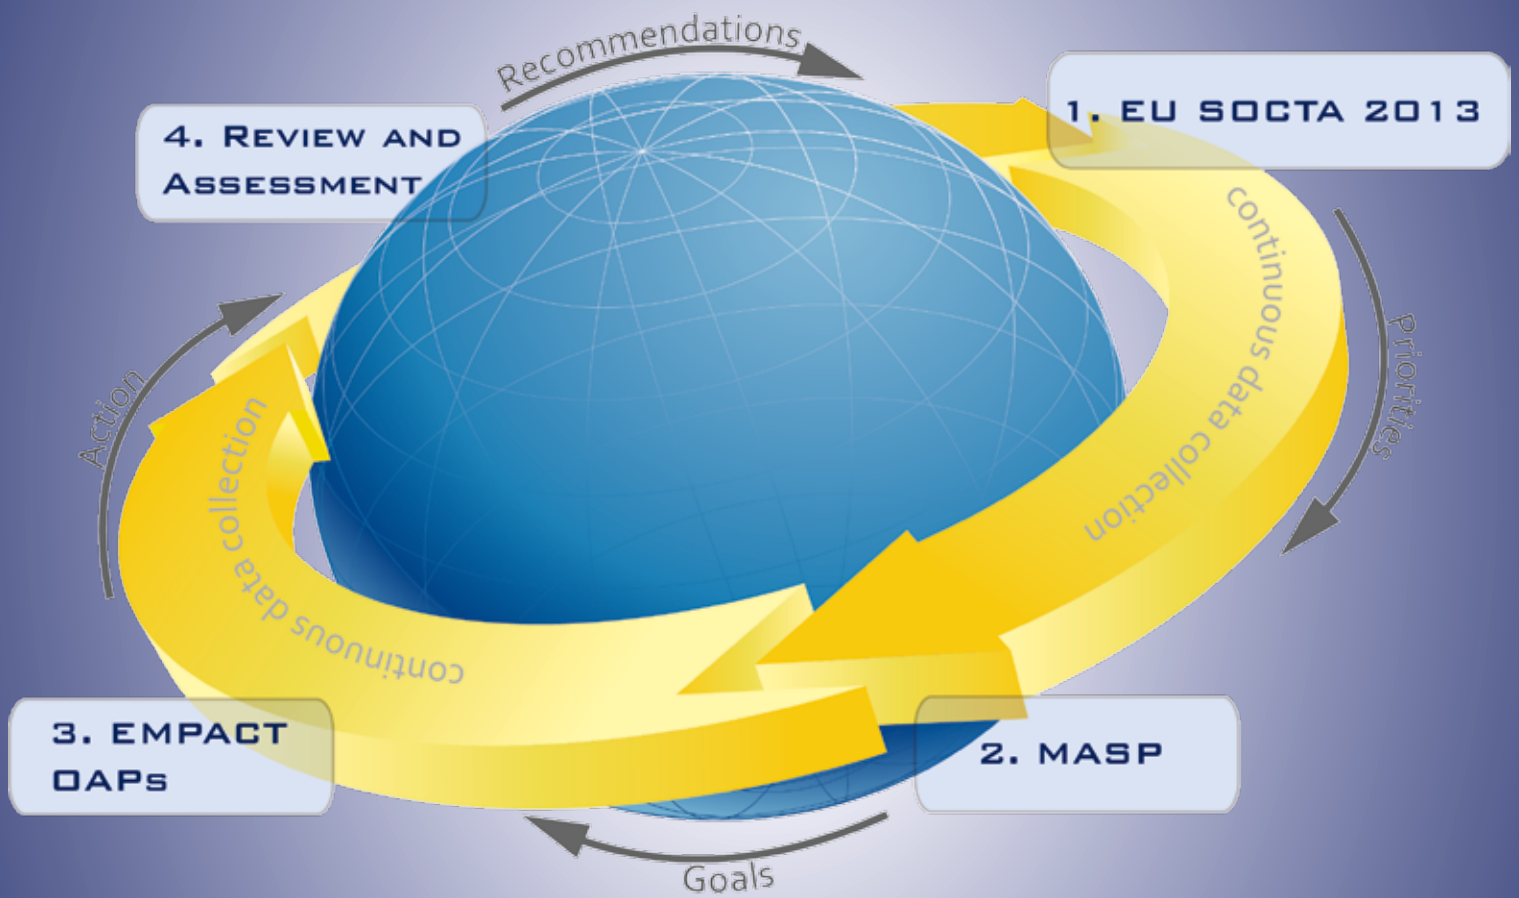 Recommendations
1. EU SOCTA 2013
4. Review and
Assessment
continuous data collection
Priorities
Action
continuous data collection
3. EMPACT
OAPs
2. MASP
Goals